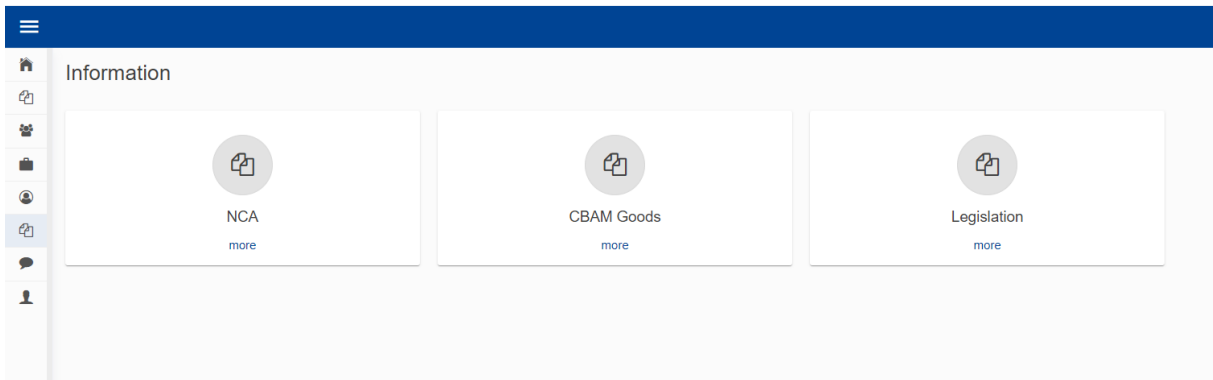 Information
NCA
more
CBAM Goods
more
Legislation
more